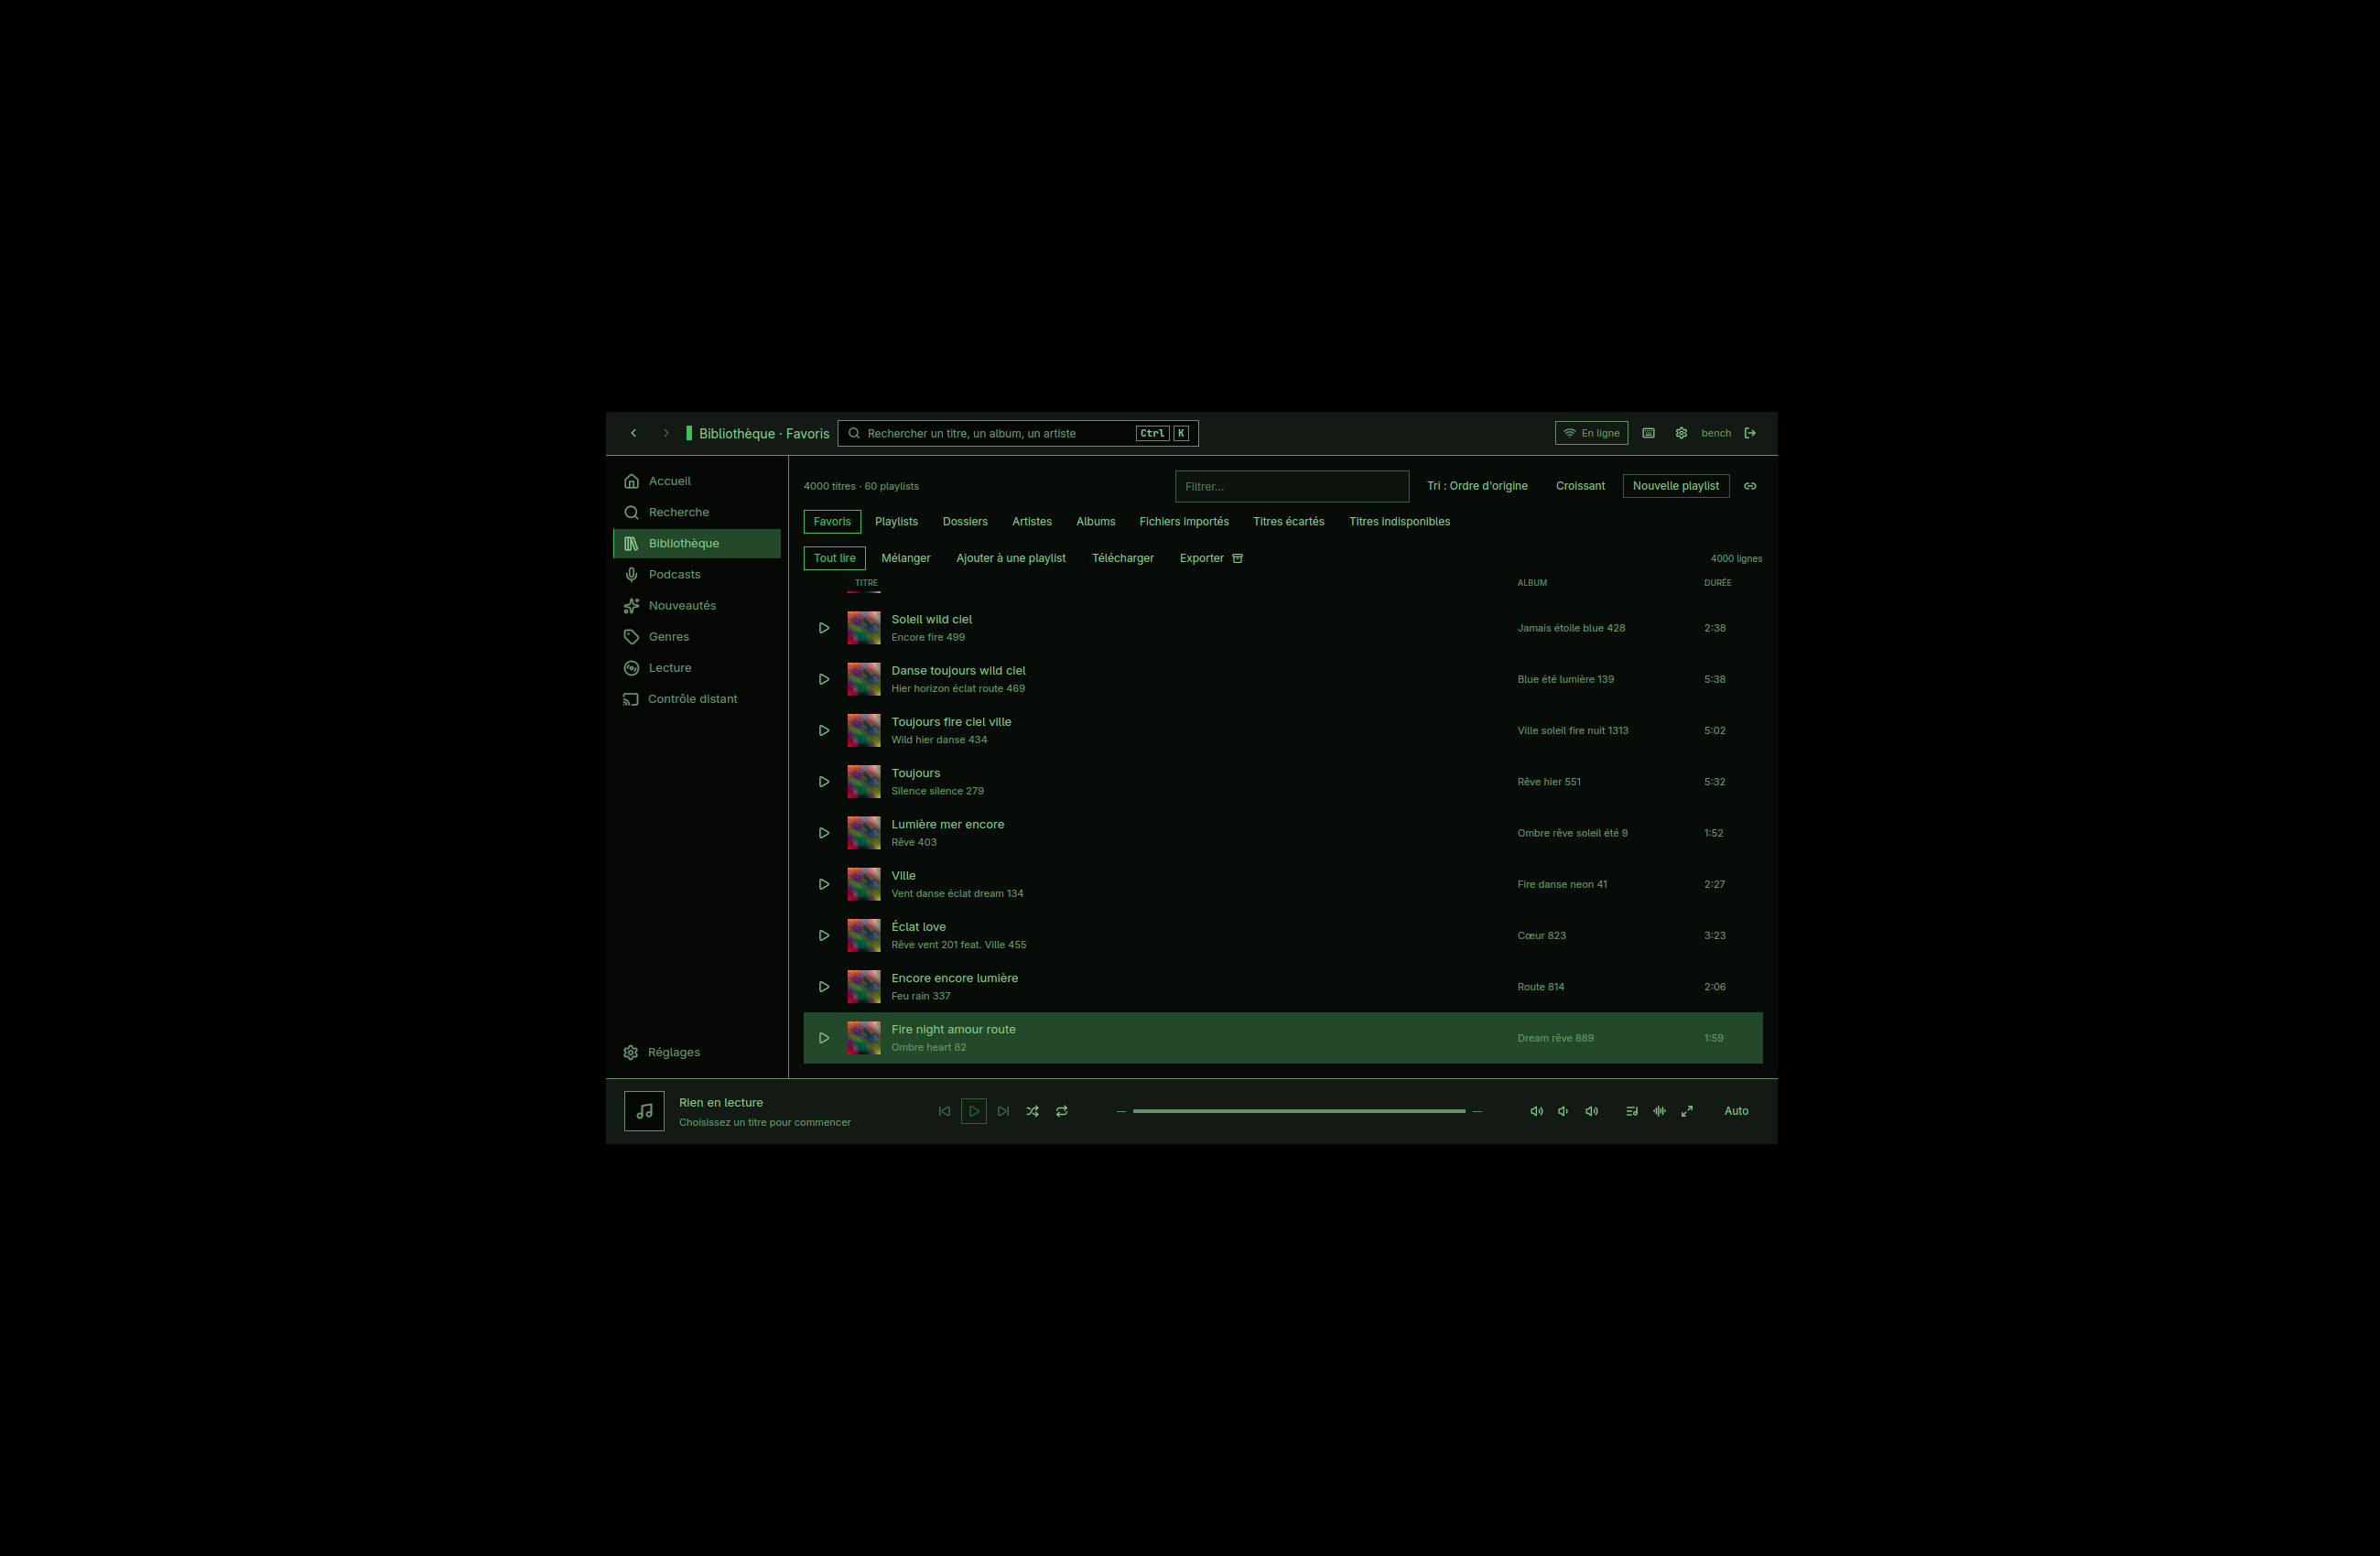 Bibliothèque · Favoris
Rechercher un titre, un album, un artiste
Ctrl K
En ligne
bench
Accueil
Recherche
Bibliothèque
Podcasts
Nouveautés
Genres
Lecture
Contrôle distant
Réglages
4000 titres · 60 playlists
Filtrer...
Tri : Ordre d'origine
Croissant
Nouvelle playlist
Favoris
Playlists
Dossiers
Artistes
Albums
Fichiers importés
Titres écartés
Titres indisponibles
Tout lire
Mélanger
Ajouter à une playlist
Télécharger
Exporter
4000 lignes
TITRE
ALBUM
DURÉE
Soleil wild ciel
Encore fire 499
Jamais étoile blue 428
2:38
Danse toujours wild ciel
Hier horizon éclat route 469
Blue été lumière 139
5:38
Toujours fire ciel ville
Wild hier danse 434
Ville soleil fire nuit 1313
5:02
Toujours
Silence silence 279
Rêve hier 551
5:32
Lumière mer encore
Rêve 403
Ombre rêve soleil été 9
1:52
Ville
Vent danse éclat dream 134
Fire danse neon 41
2:27
Éclat love
Rêve vent 201 feat. Ville 455
Cœur 823
3:23
Encore encore lumière
Feu rain 337
Route 814
2:06
Fire night amour route
Ombre heart 82
Dream rêve 889
1:59
Rien en lecture
Choisissez un titre pour commencer
—
—
Auto